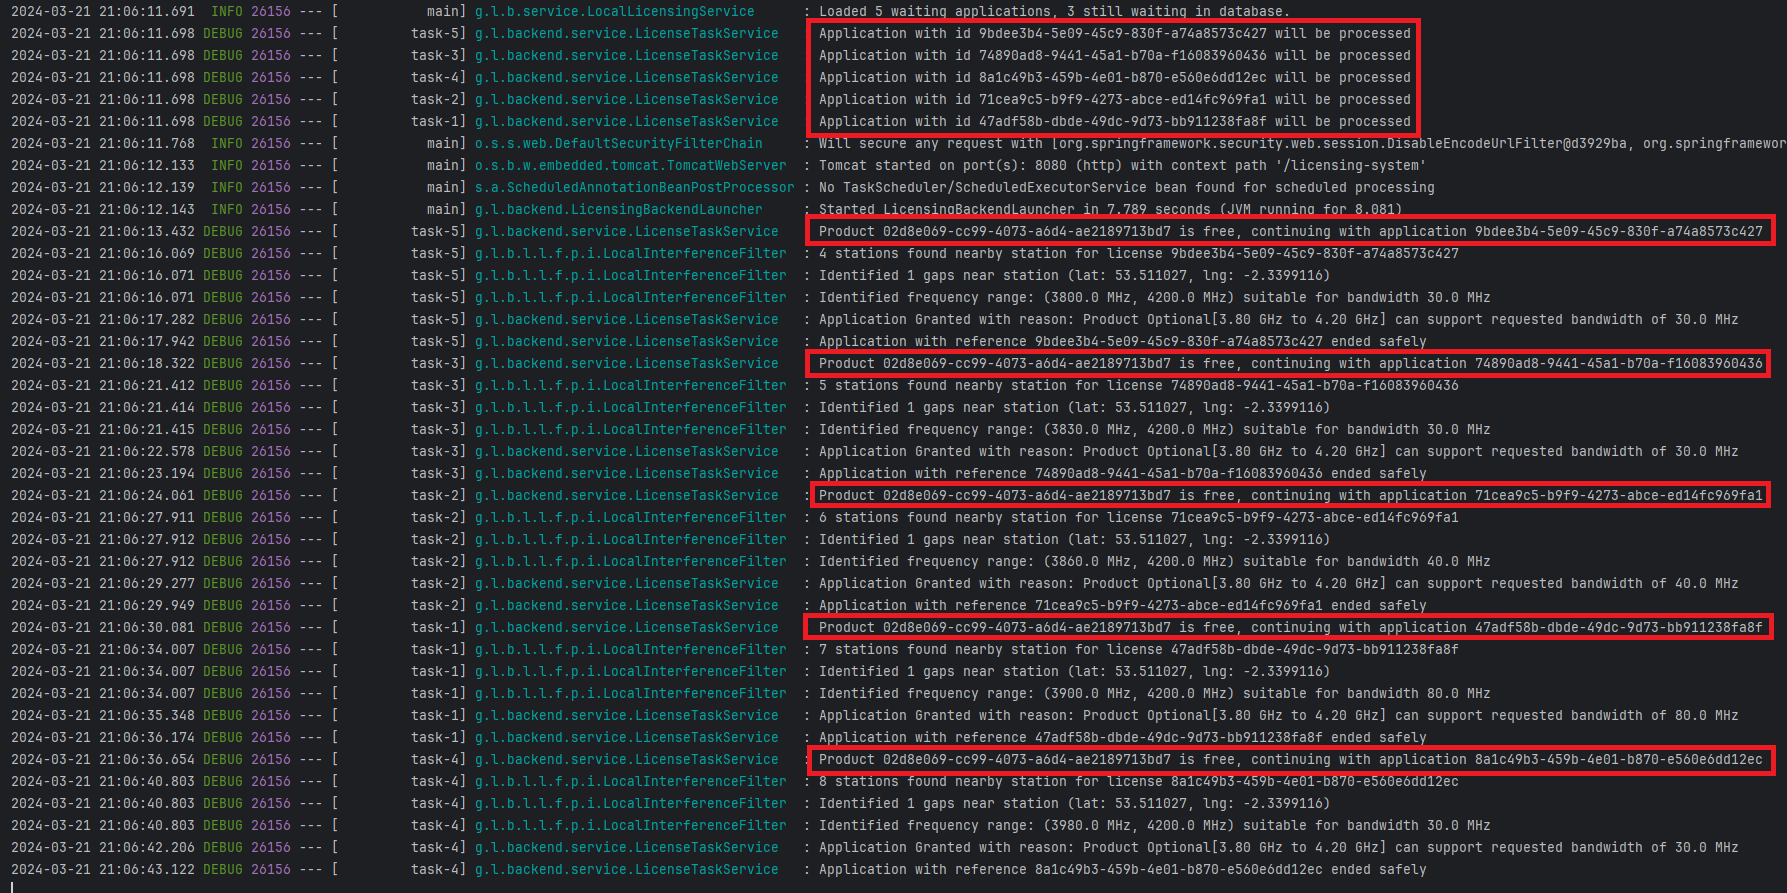 2024-03-21 21:06:11.691  INFO 26156 --- [           main] g.l.b.service.LocalLicensingService      : Loaded 5 waiting applications, 3 still waiting in database.
2024-03-21 21:06:11.698 DEBUG 26156 --- [         task-5] g.l.backend.service.LicenseTaskService     Application with id 9bdee3b4-5e09-45c9-830f-a74a8573c427 will be processed
2024-03-21 21:06:11.698 DEBUG 26156 --- [         task-3] g.l.backend.service.LicenseTaskService     Application with id 74890ad8-9441-45a1-b70a-f16083960436 will be processed
2024-03-21 21:06:11.698 DEBUG 26156 --- [         task-4] g.l.backend.service.LicenseTaskService     Application with id 8a1c49b3-459b-4e01-b870-e560e6dd12ec will be processed
2024-03-21 21:06:11.698 DEBUG 26156 --- [         task-2] g.l.backend.service.LicenseTaskService     Application with id 71cea9c5-b9f9-4273-abce-ed14fc969fa1 will be processed
2024-03-21 21:06:11.698 DEBUG 26156 --- [         task-1] g.l.backend.service.LicenseTaskService     Application with id 47adf58b-dbde-49dc-9d73-bb911238fa8f will be processed
2024-03-21 21:06:11.768  INFO 26156 --- [           main] o.s.s.web.DefaultSecurityFilterChain     : Will secure any request with [org.springframework.security.web.session.DisableEncodeUrlFilter@d3929ba, org.springframewor
2024-03-21 21:06:12.133  INFO 26156 --- [           main] o.s.b.w.embedded.tomcat.TomcatWebServer  : Tomcat started on port(s): 8080 (http) with context path '/licensing-system'
2024-03-21 21:06:12.139  INFO 26156 --- [           main] s.a.ScheduledAnnotationBeanPostProcessor : No TaskScheduler/ScheduledExecutorService bean found for scheduled processing
2024-03-21 21:06:12.143  INFO 26156 --- [           main] g.l.backend.LicensingBackendLauncher     : Started LicensingBackendLauncher in 7.789 seconds (JVM running for 8.081)
2024-03-21 21:06:13.432 DEBUG 26156 --- [         task-5] g.l.backend.service.LicenseTaskService     Product 02d8e069-cc99-4073-a6d4-ae2189713bd7 is free, continuing with application 9bdee3b4-5e09-45c9-830f-a74a8573c427
2024-03-21 21:06:16.069 DEBUG 26156 --- [         task-5] g.l.b.l.l.f.p.i.LocalInterferenceFilter  : 4 stations found nearby station for license 9bdee3b4-5e09-45c9-830f-a74a8573c427
2024-03-21 21:06:16.071 DEBUG 26156 --- [         task-5] g.l.b.l.l.f.p.i.LocalInterferenceFilter  : Identified 1 gaps near station (lat: 53.511027, lng: -2.3399116)
2024-03-21 21:06:16.071 DEBUG 26156 --- [         task-5] g.l.b.l.l.f.p.i.LocalInterferenceFilter  : Identified frequency range: (3800.0 MHz, 4200.0 MHz) suitable for bandwidth 30.0 MHz
2024-03-21 21:06:17.282 DEBUG 26156 --- [         task-5] g.l.backend.service.LicenseTaskService   : Application Granted with reason: Product Optional[3.80 GHz to 4.20 GHz] can support requested bandwidth of 30.0 MHz
2024-03-21 21:06:17.942 DEBUG 26156 --- [         task-5] g.l.backend.service.LicenseTaskService   : Application with reference 9bdee3b4-5e09-45c9-830f-a74a8573c427 ended safely
2024-03-21 21:06:18.322 DEBUG 26156 --- [         task-3] g.l.backend.service.LicenseTaskService     Product 02d8e069-cc99-4073-a6d4-ae2189713bd7 is free, continuing with application 74890ad8-9441-45a1-b70a-f16083960436
2024-03-21 21:06:21.412 DEBUG 26156 --- [         task-3] g.l.b.l.l.f.p.i.LocalInterferenceFilter  : 5 stations found nearby station for license 74890ad8-9441-45a1-b70a-f16083960436
2024-03-21 21:06:21.414 DEBUG 26156 --- [         task-3] g.l.b.l.l.f.p.i.LocalInterferenceFilter  : Identified 1 gaps near station (lat: 53.511027, lng: -2.3399116)
2024-03-21 21:06:21.415 DEBUG 26156 --- [         task-3] g.l.b.l.l.f.p.i.LocalInterferenceFilter  : Identified frequency range: (3830.0 MHz, 4200.0 MHz) suitable for bandwidth 30.0 MHz
2024-03-21 21:06:22.578 DEBUG 26156 --- [         task-3] g.l.backend.service.LicenseTaskService   : Application Granted with reason: Product Optional[3.80 GHz to 4.20 GHz] can support requested bandwidth of 30.0 MHz
2024-03-21 21:06:23.194 DEBUG 26156 --- [         task-3] g.l.backend.service.LicenseTaskService   : Application with reference 74890ad8-9441-45a1-b70a-f16083960436 ended safely
2024-03-21 21:06:24.061 DEBUG 26156 --- [         task-2] g.l.backend.service.LicenseTaskService   : Product 02d8e069-cc99-4073-a6d4-ae2189713bd7 is free, continuing with application 71cea9c5-b9f9-4273-abce-ed14fc969fa1
2024-03-21 21:06:27.911 DEBUG 26156 --- [         task-2] g.l.b.l.l.f.p.i.LocalInterferenceFilter  : 6 stations found nearby station for license 71cea9c5-b9f9-4273-abce-ed14fc969fa1
2024-03-21 21:06:27.912 DEBUG 26156 --- [         task-2] g.l.b.l.l.f.p.i.LocalInterferenceFilter  : Identified 1 gaps near station (lat: 53.511027, lng: -2.3399116)
2024-03-21 21:06:27.912 DEBUG 26156 --- [         task-2] g.l.b.l.l.f.p.i.LocalInterferenceFilter  : Identified frequency range: (3860.0 MHz, 4200.0 MHz) suitable for bandwidth 40.0 MHz
2024-03-21 21:06:29.277 DEBUG 26156 --- [         task-2] g.l.backend.service.LicenseTaskService   : Application Granted with reason: Product Optional[3.80 GHz to 4.20 GHz] can support requested bandwidth of 40.0 MHz
2024-03-21 21:06:29.949 DEBUG 26156 --- [         task-2] g.l.backend.service.LicenseTaskService   : Application with reference 71cea9c5-b9f9-4273-abce-ed14fc969fa1 ended safely
2024-03-21 21:06:30.081 DEBUG 26156 --- [         task-1] g.l.backend.service.LicenseTaskService     Product 02d8e069-cc99-4073-a6d4-ae2189713bd7 is free, continuing with application 47adf58b-dbde-49dc-9d73-bb911238fa8f
2024-03-21 21:06:34.007 DEBUG 26156 --- [         task-1] g.l.b.l.l.f.p.i.LocalInterferenceFilter  : 7 stations found nearby station for license 47adf58b-dbde-49dc-9d73-bb911238fa8f
2024-03-21 21:06:34.007 DEBUG 26156 --- [         task-1] g.l.b.l.l.f.p.i.LocalInterferenceFilter  : Identified 1 gaps near station (lat: 53.511027, lng: -2.3399116)
2024-03-21 21:06:34.007 DEBUG 26156 --- [         task-1] g.l.b.l.l.f.p.i.LocalInterferenceFilter  : Identified frequency range: (3900.0 MHz, 4200.0 MHz) suitable for bandwidth 80.0 MHz
2024-03-21 21:06:35.348 DEBUG 26156 --- [         task-1] g.l.backend.service.LicenseTaskService   : Application Granted with reason: Product Optional[3.80 GHz to 4.20 GHz] can support requested bandwidth of 80.0 MHz
2024-03-21 21:06:36.174 DEBUG 26156 --- [         task-1] g.l.backend.service.LicenseTaskService   : Application with reference 47adf58b-dbde-49dc-9d73-bb911238fa8f ended safely
2024-03-21 21:06:36.654 DEBUG 26156 --- [         task-4] g.l.backend.service.LicenseTaskService   : Product 02d8e069-cc99-4073-a6d4-ae2189713bd7 is free, continuing with application 8a1c49b3-459b-4e01-b870-e560e6dd12ec
2024-03-21 21:06:40.803 DEBUG 26156 --- [         task-4] g.l.b.l.l.f.p.i.LocalInterferenceFilter  : 8 stations found nearby station for license 8a1c49b3-459b-4e01-b870-e560e6dd12ec
2024-03-21 21:06:40.803 DEBUG 26156 --- [         task-4] g.l.b.l.l.f.p.i.LocalInterferenceFilter  : Identified 1 gaps near station (lat: 53.511027, lng: -2.3399116)
2024-03-21 21:06:40.803 DEBUG 26156 --- [         task-4] g.l.b.l.l.f.p.i.LocalInterferenceFilter  : Identified frequency range: (3980.0 MHz, 4200.0 MHz) suitable for bandwidth 30.0 MHz
2024-03-21 21:06:42.206 DEBUG 26156 --- [         task-4] g.l.backend.service.LicenseTaskService   : Application Granted with reason: Product Optional[3.80 GHz to 4.20 GHz] can support requested bandwidth of 30.0 MHz
2024-03-21 21:06:43.122 DEBUG 26156 --- [         task-4] g.l.backend.service.LicenseTaskService   : Application with reference 8a1c49b3-459b-4e01-b870-e560e6dd12ec ended safely